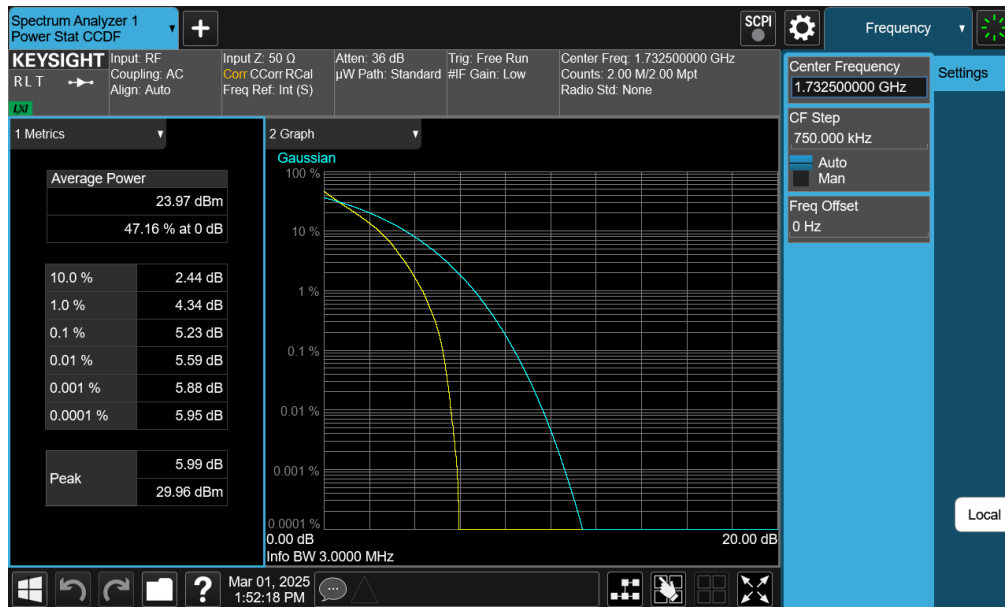 Spectrum Analyzer 1
Power Stat CCDF
SCPI
Frequency
KEYSIGHT
RLT
LXI
Input: RF
Coupling: AC
Align: Auto
Input Z: 50 Ω
Corr CCorr RCal
Freq Ref: Int (S)
Atten: 36 dB
µW Path: Standard
Trig: Free Run
#IF Gain: Low
Center Freq: 1.732500000 GHz
Counts: 2.00 M/2.00 Mpt
Radio Std: None
Center Frequency
1.732500000 GHz
Settings
CF Step
750.000 kHz
Auto
Man
Freq Offset
0 Hz
Local
1 Metrics
Average Power
23.97 dBm
47.16 % at 0 dB
10.0 % 2.44 dB
1.0 % 4.34 dB
0.1 % 5.23 dB
0.01 % 5.59 dB
0.001 % 5.88 dB
0.0001 % 5.95 dB
Peak
5.99 dB
29.96 dBm
2 Graph
Gaussian
100 %
10 %
1 %
0.1 %
0.01 %
0.001 %
0.0001 %
0.00 dB 20.00 dB
Info BW 3.0000 MHz
?
Mar 01, 2025
1:52:18 PM